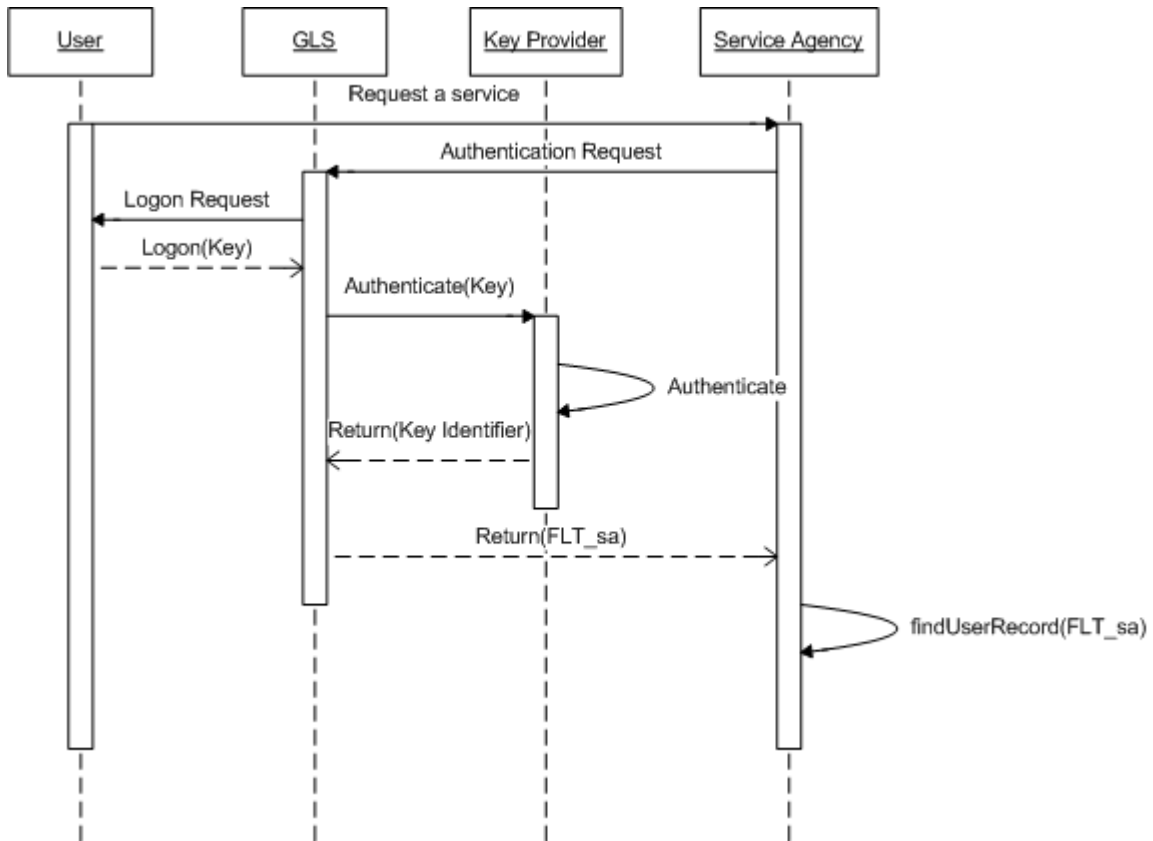 User
GLS
Key Provider
Service Agency
Request a service
Authentication Request
Logon Request
Logon(Key)
Authenticate(Key)
Authenticate
Return(Key Identifier)
Return(FLT_sa)
findUserRecord(FLT_sa)